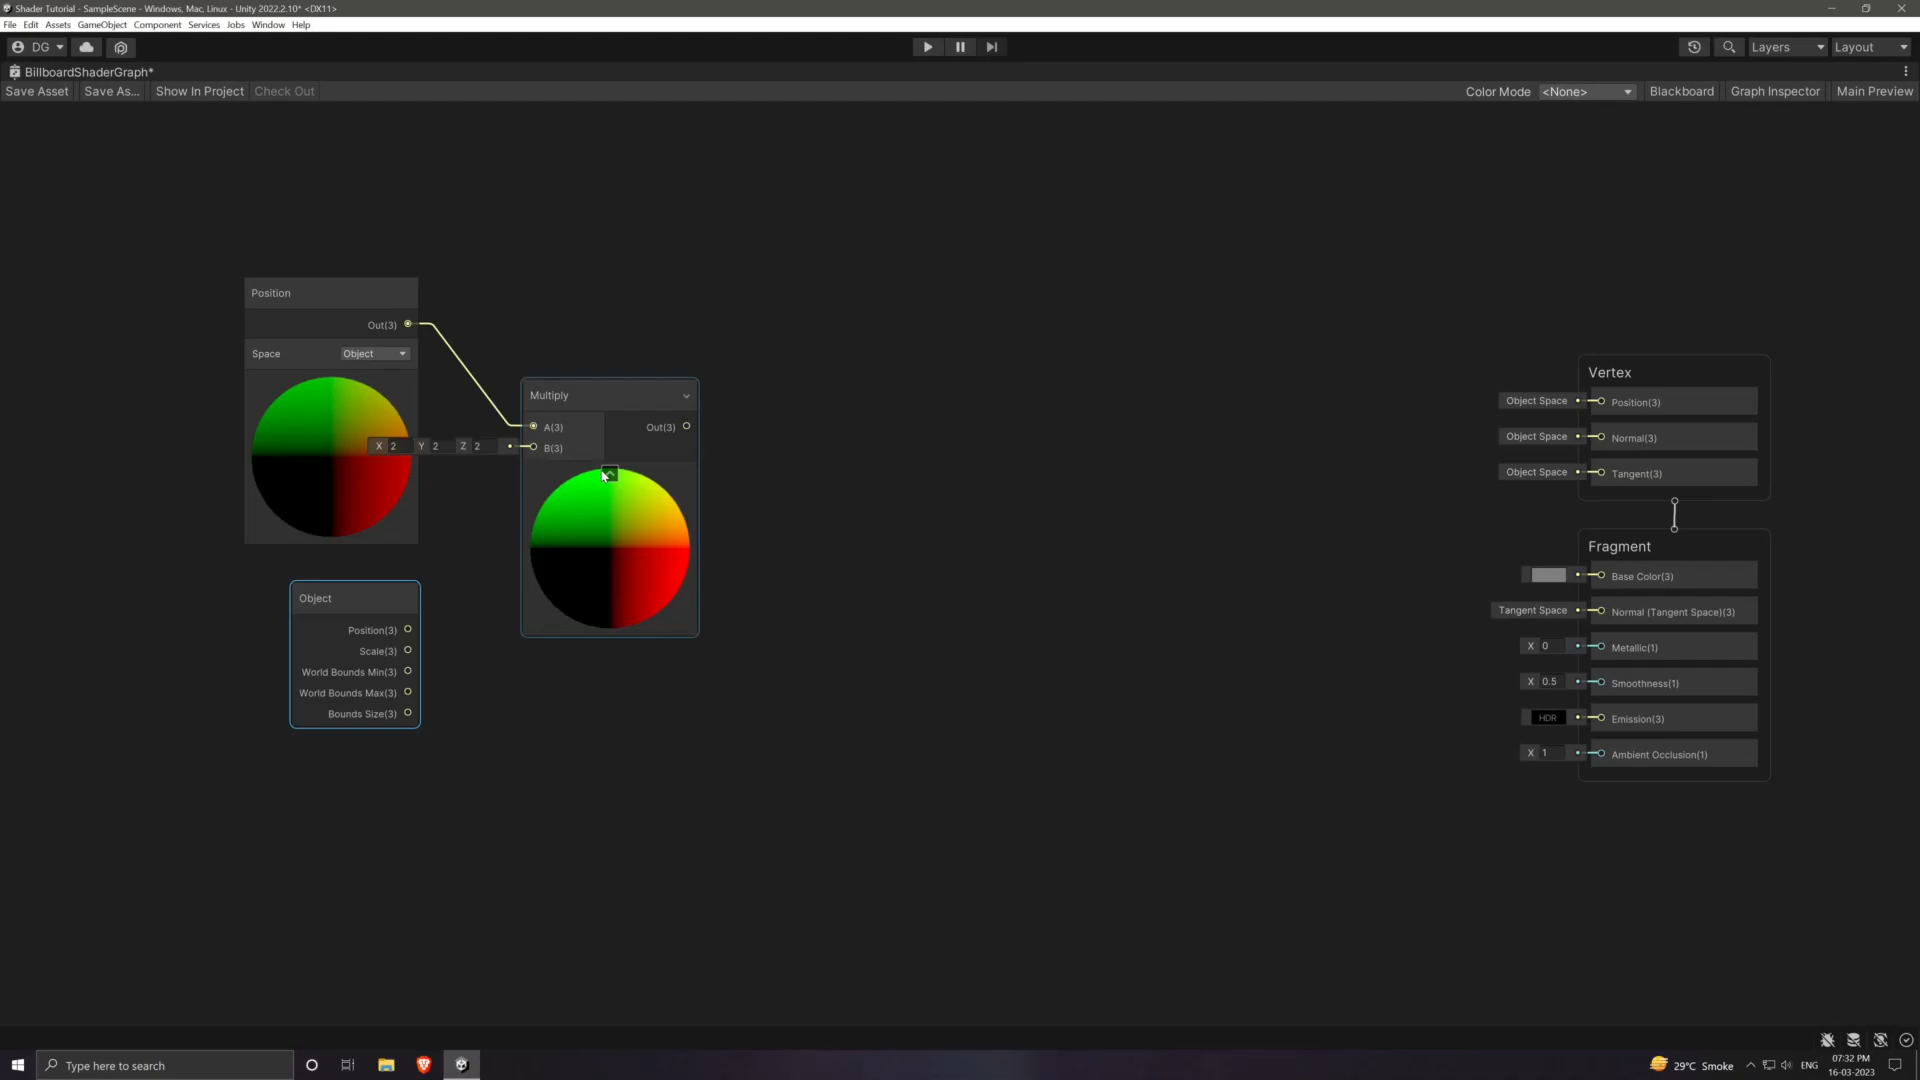 Shader Tutorial - SampleScene - Windows, Mac, Linux - Unity 2022.2.10* <DX11>
File Edit Assets GameObject Component Services Jobs Window Help
DG Layers Layout
BillboardShaderGraph*
Save Asset Save As... Show In Project Check Out Color Mode <None> Blackboard Graph Inspector Main Preview
Position
Out(3)
Space Object
Multiply
A(3) Out(3)
X 2 Y 2 Z 2 B(3)
Object
Position(3)
Scale(3)
World Bounds Min(3)
World Bounds Max(3)
Bounds Size(3)
Vertex
Object Space Position(3)
Object Space Normal(3)
Object Space Tangent(3)
Fragment
Base Color(3)
Tangent Space Normal (Tangent Space)(3)
X 0 Metallic(1)
X 0.5 Smoothness(1)
HDR Emission(3)
X 1 Ambient Occlusion(1)
Type here to search
29°C Smoke ENG
07:32 PM
16-03-2023